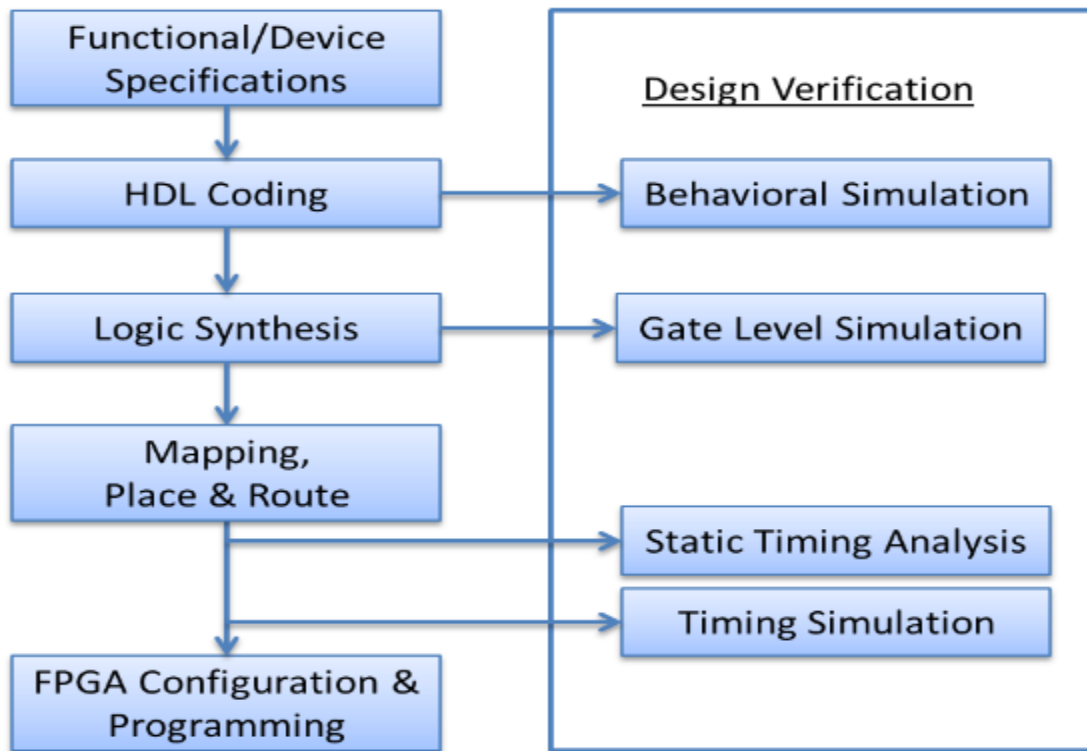 Functional/Device
Specifications
Design Verification
HDL Coding
Behavioral Simulation
Logic Synthesis
Gate Level Simulation
Mapping,
Place & Route
Static Timing Analysis
Timing Simulation
FPGA Configuration &
Programming